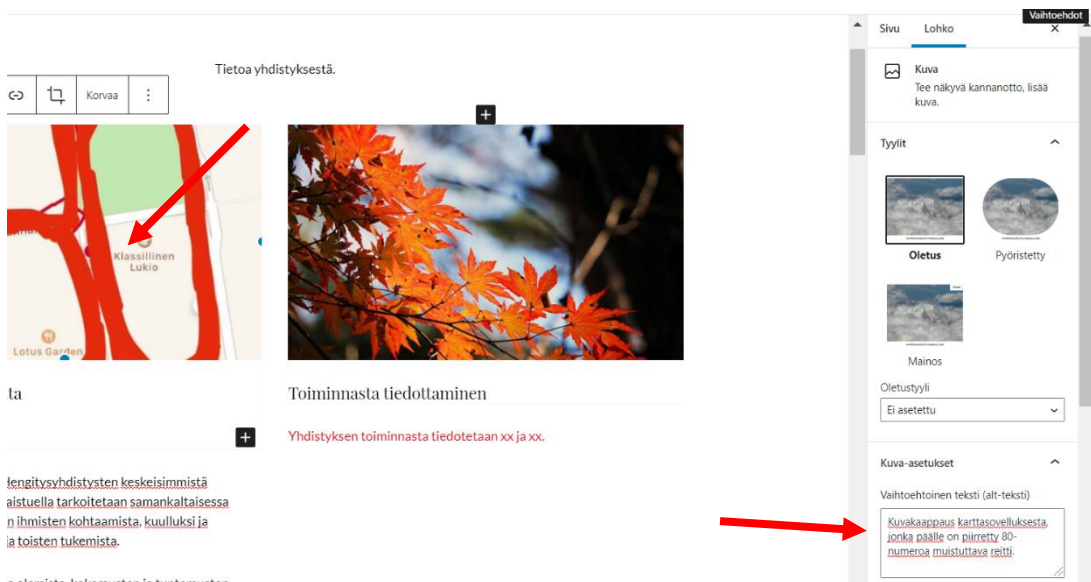 Vaihtoehdot
Sivu Lohko
Tietoa yhdistyksestä.
Korvaa
Klassillinen
Lukio
Lotus Garden
ta
Toiminnasta tiedottaminen
Yhdistyksen toiminnasta tiedotetaan xx ja xx.
Hengitysyhdistysten keskeisimmistä
aistuella tarkoitetaan samankaltaisessa
n ihmisten kohtaamista, kuulluksi ja
ja toisten tukemista.
Kuva
Tee näkyvä kannanotto, lisää
kuva.
Tyylit
Oletus
Pyöristetty
Mainos
Oletustyyli
Ei asetettu
Kuva-asetukset
Vaihtoehtoinen teksti (alt-teksti)
Kuvakaappaus karttasovelluksesta,
jonka päälle on piirretty 80-
numeroa muistuttava reitti.